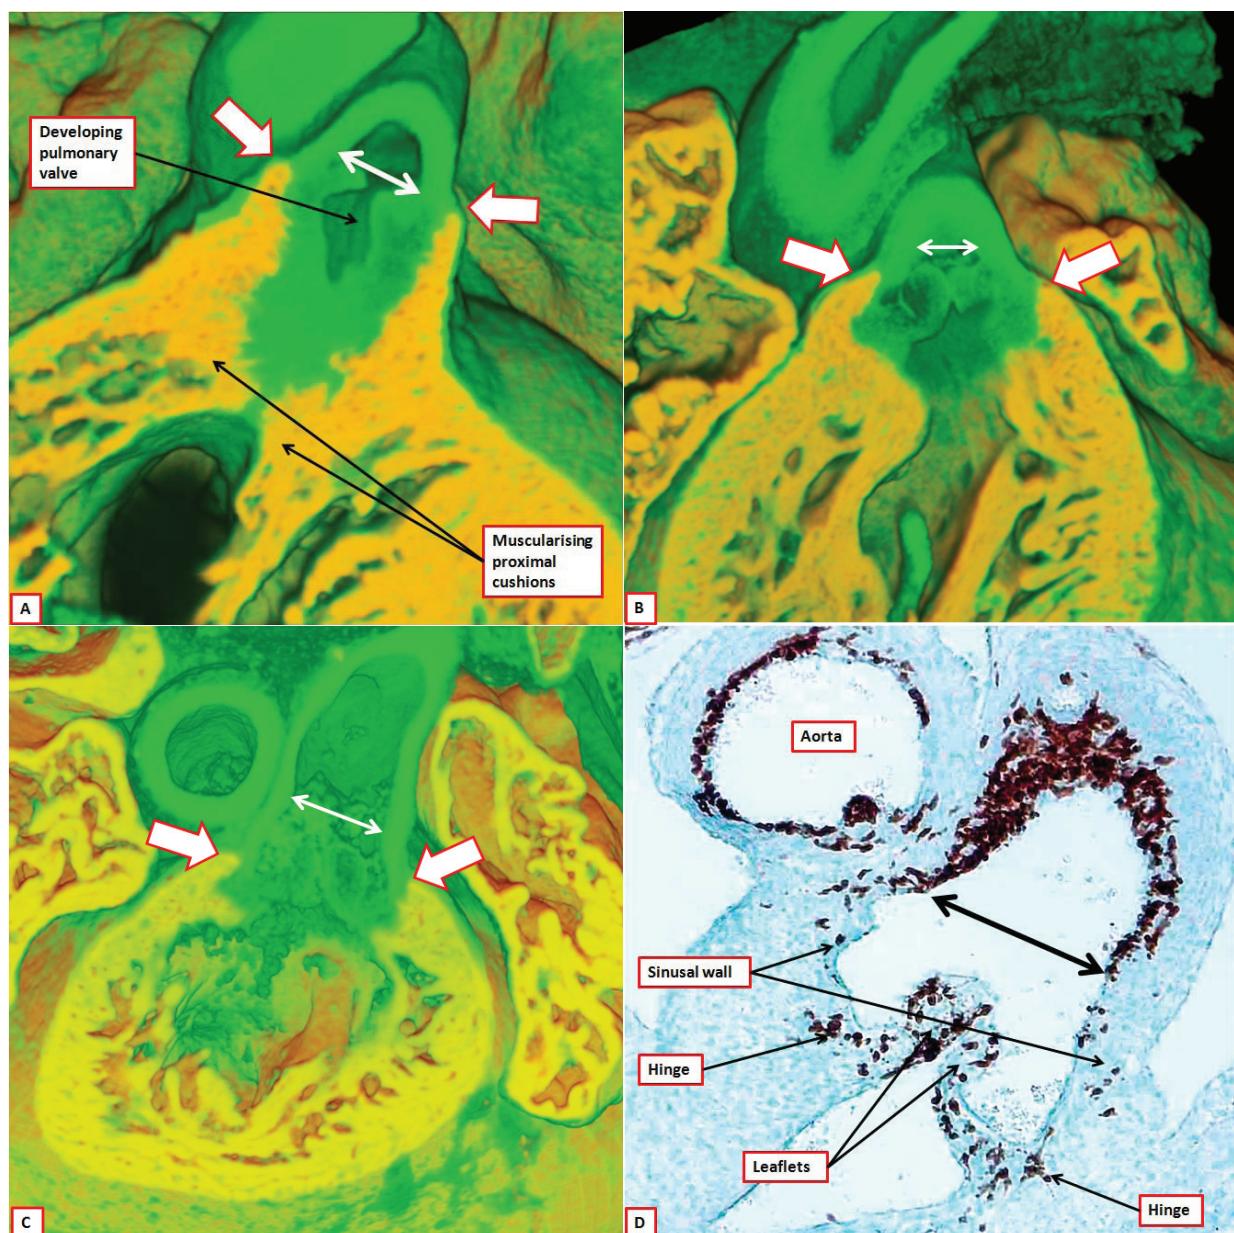 Developing
pulmonary
valve
Muscularising
proximal
cushions
A
B
C
Aorta
Sinusal wall
Hinge
Leaflets
Hinge
D